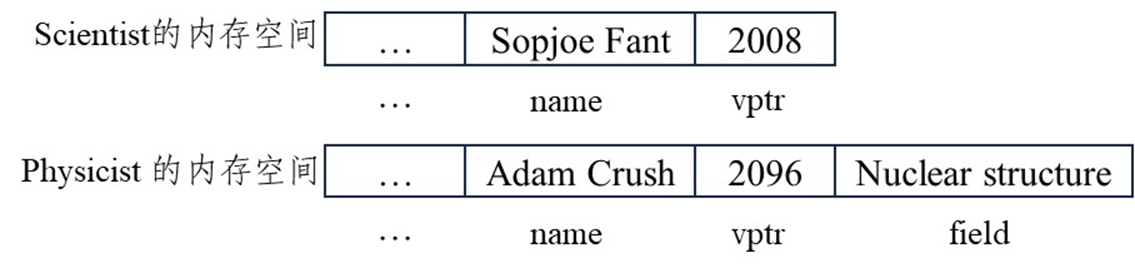 Scientist的内存空间 … Sopjoe Fant 2008
… name vptr
Physicist 的内存空间 … Adam Crush 2096 Nuclear structure
… name vptr field